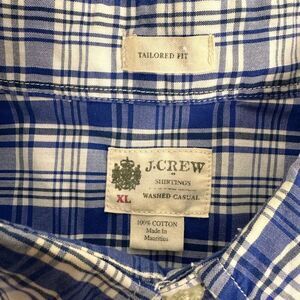 TAILORED FIT
J.CREW
SHIRTINGS
XL
WASHED CASUAL
100% COTTON
Made in
Mauritius